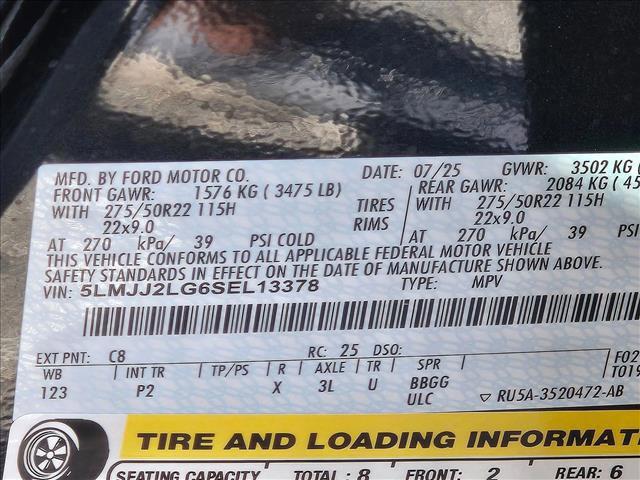 MFD. BY FORD MOTOR CO. DATE: 07/25 GVWR: 3502 KG (
FRONT GAWR: 1576 KG ( 3475 LB) REAR GAWR: 2084 KG ( 45
WITH 275/50R22 115H TIRES WITH 275/50R22 115H
22x9.0 RIMS 22x9.0
AT 270 kPa/ 39 PSI COLD AT 270 kPa/ 39 PSI
THIS VEHICLE CONFORMS TO ALL APPLICABLE FEDERAL MOTOR VEHICLE
SAFETY STANDARDS IN EFFECT ON THE DATE OF MANUFACTURE SHOWN ABOVE.
VIN: 5LMJJ2LG6SEL13378 TYPE: MPV
EXT PNT: C8 RC: 25 DSO: F02
WB INT TR TP/PS R AXLE TR SPR T019
123 P2 X 3L U BBGG
ULC ▽ RU5A-3520472-AB
TIRE AND LOADING INFORMAT
SEATING CAPACITY TOTAL : 8 FRONT: 2 REAR: 6